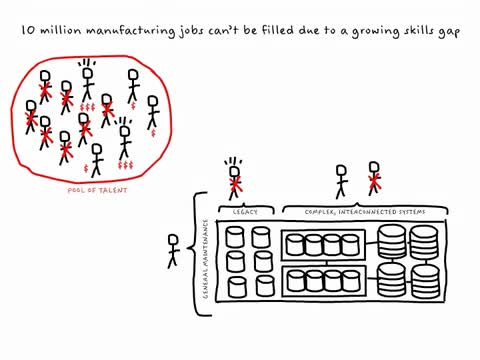 10 million manufacturing jobs can't be filled due to a growing skills gap
$$$
$
$
$
$$$
POOL OF TALENT
LEGACY
COMPLEX, INTERCONNECTED SYSTEMS
GENERAL MAINTENANCE